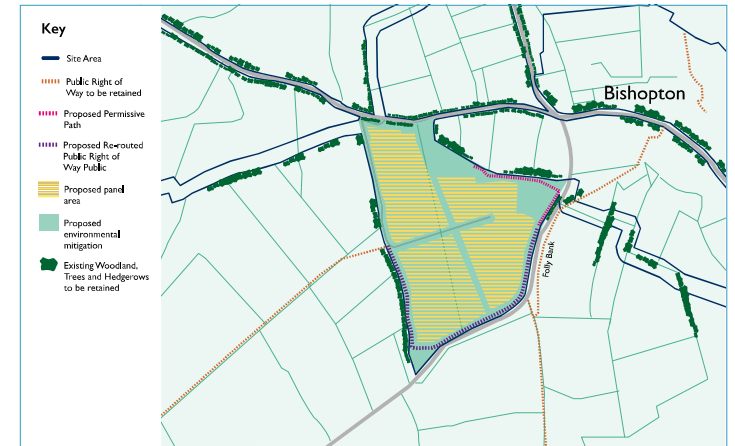 Key
Site Area
Public Right of
Way to be retained
Proposed Permissive
Path
Proposed Re-routed
Public Right of
Way Public
Proposed panel
area
Proposed
environmental
mitigation
Existing Woodland,
Trees and Hedgerows
to be retained
Bishopton
Folly Bank